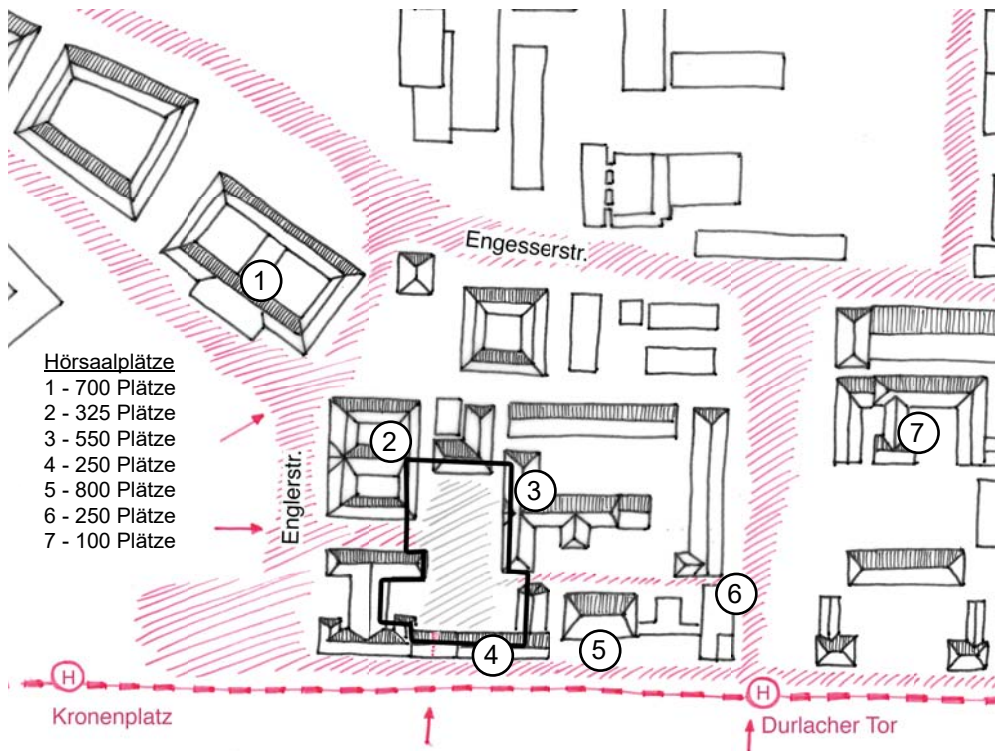 Engesserstr.
1
Hörsaalplätze
1 - 700 Plätze
2 - 325 Plätze
3 - 550 Plätze
4 - 250 Plätze
5 - 800 Plätze
6 - 250 Plätze
7 - 100 Plätze
Englerstr.
2
3
7
6
4
5
H
Kronenplatz
H
Durlacher Tor